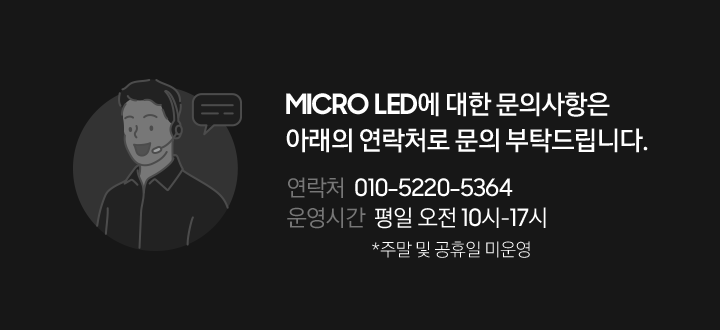 MICRO LED에 대한 문의사항은
아래의 연락처로 문의 부탁드립니다.
연락처 010-5220-5364
운영시간 평일 오전 10시-17시
*주말 및 공휴일 미운영